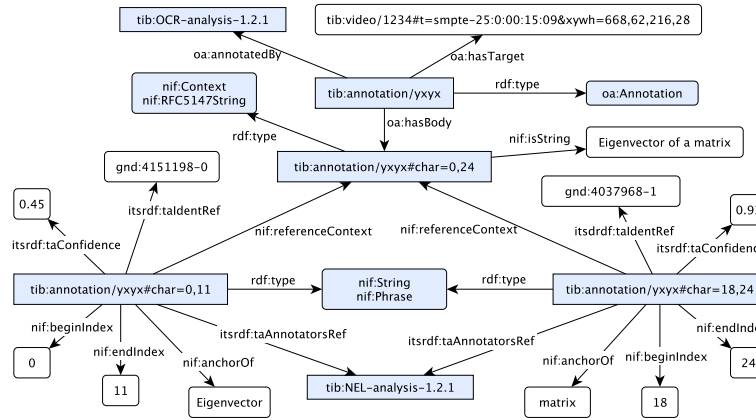 tib:OCR-analysis-1.2.1
tib:video/1234#t=smpte-25:0:00:15:09&xywh=668,62,216,28
oa:annotatedBy
oa:hasTarget
nif:Context
nif:RFC5147String
tib:annotation/yxyx
rdf:type
oa:Annotation
oa:hasBody
rdf:type
nif:isString
Eigenvector of a matrix
gnd:4151198-0
tib:annotation/yxyx#char=0,24
gnd:4037968-1
0.45
itsrdf:taIdentRef
itsdrdf:taIdentRef
nif:referenceContext
nif:referenceContext
itsrdf:taConfidence
itsrdf:taConfidenc
tib:annotation/yxyx#char=0,11
rdf:type
nif:String
nif:Phrase
rdf:type
tib:annotation/yxyx#char=18,24
nif:beginIndex
nif:endIndex
itsrdf:taAnnotatorsRef
itsrdf:taAnnotatorsRef
nif:endInde
nif:anchorOf
nif:anchorOf
nif:beginIndex
0
11
Eigenvector
tib:NEL-analysis-1.2.1
matrix
18
24